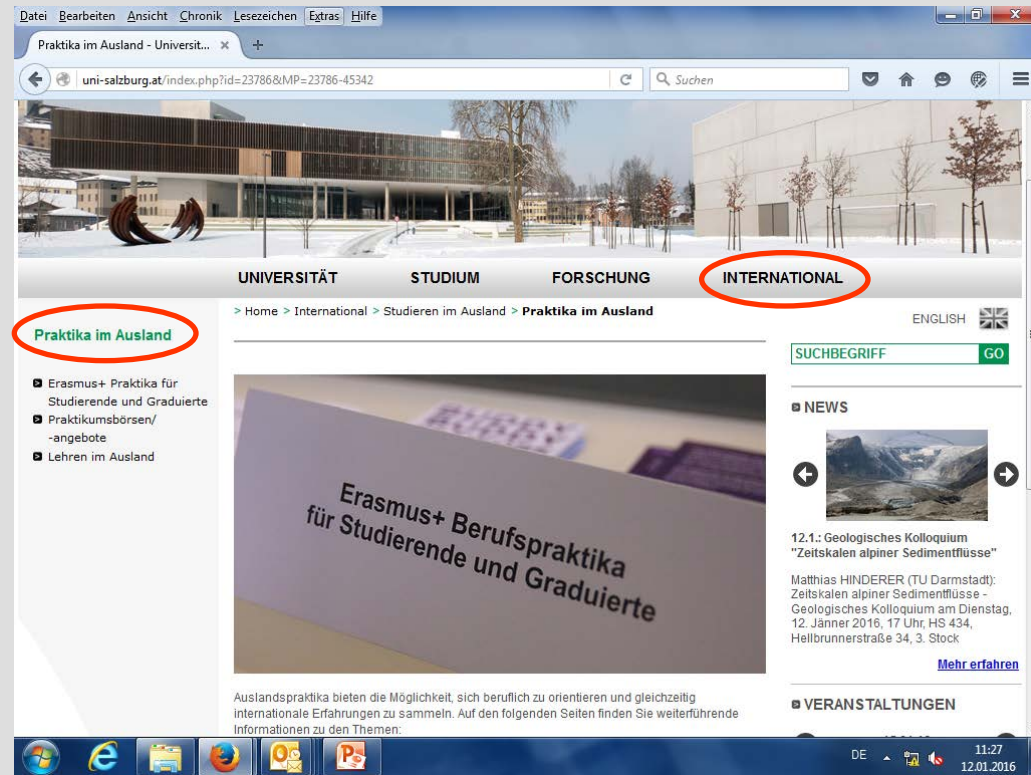 Datei Bearbeiten Ansicht Chronik Lesezeichen Extras Hilfe
Praktika im Ausland - Universit...
uni-salzburg.at/index.php?id=23786&MP=23786-45342
Suchen
UNIVERSITÄT STUDIUM FORSCHUNG INTERNATIONAL
> Home > International > Studieren im Ausland > Praktika im Ausland
ENGLISH
Praktika im Ausland
SUCHBEGRIFF GO
Erasmus+ Praktika für
Studierende und Graduierte
Praktikumsbörsen/
-angebote
Lehren im Ausland
Erasmus+ Berufspraktika
für Studierende und Graduierte
NEWS
12.1.: Geologisches Kolloquium
"Zeitskalen alpiner Sedimentflüsse"
Matthias HINDERER (TU Darmstadt):
Zeitskalen alpiner Sedimentflüsse -
Geologisches Kolloquium am Dienstag,
12. Jänner 2016, 17 Uhr, HS 434,
Hellbrunnerstraße 34, 3. Stock
Mehr erfahren
Auslandspraktika bieten die Möglichkeit, sich beruflich zu orientieren und gleichzeitig
internationale Erfahrungen zu sammeln. Auf den folgenden Seiten finden Sie weiterführende
Informationen zu den Themen:
VERANSTALTUNGEN
DE
11:27
12.01.2016